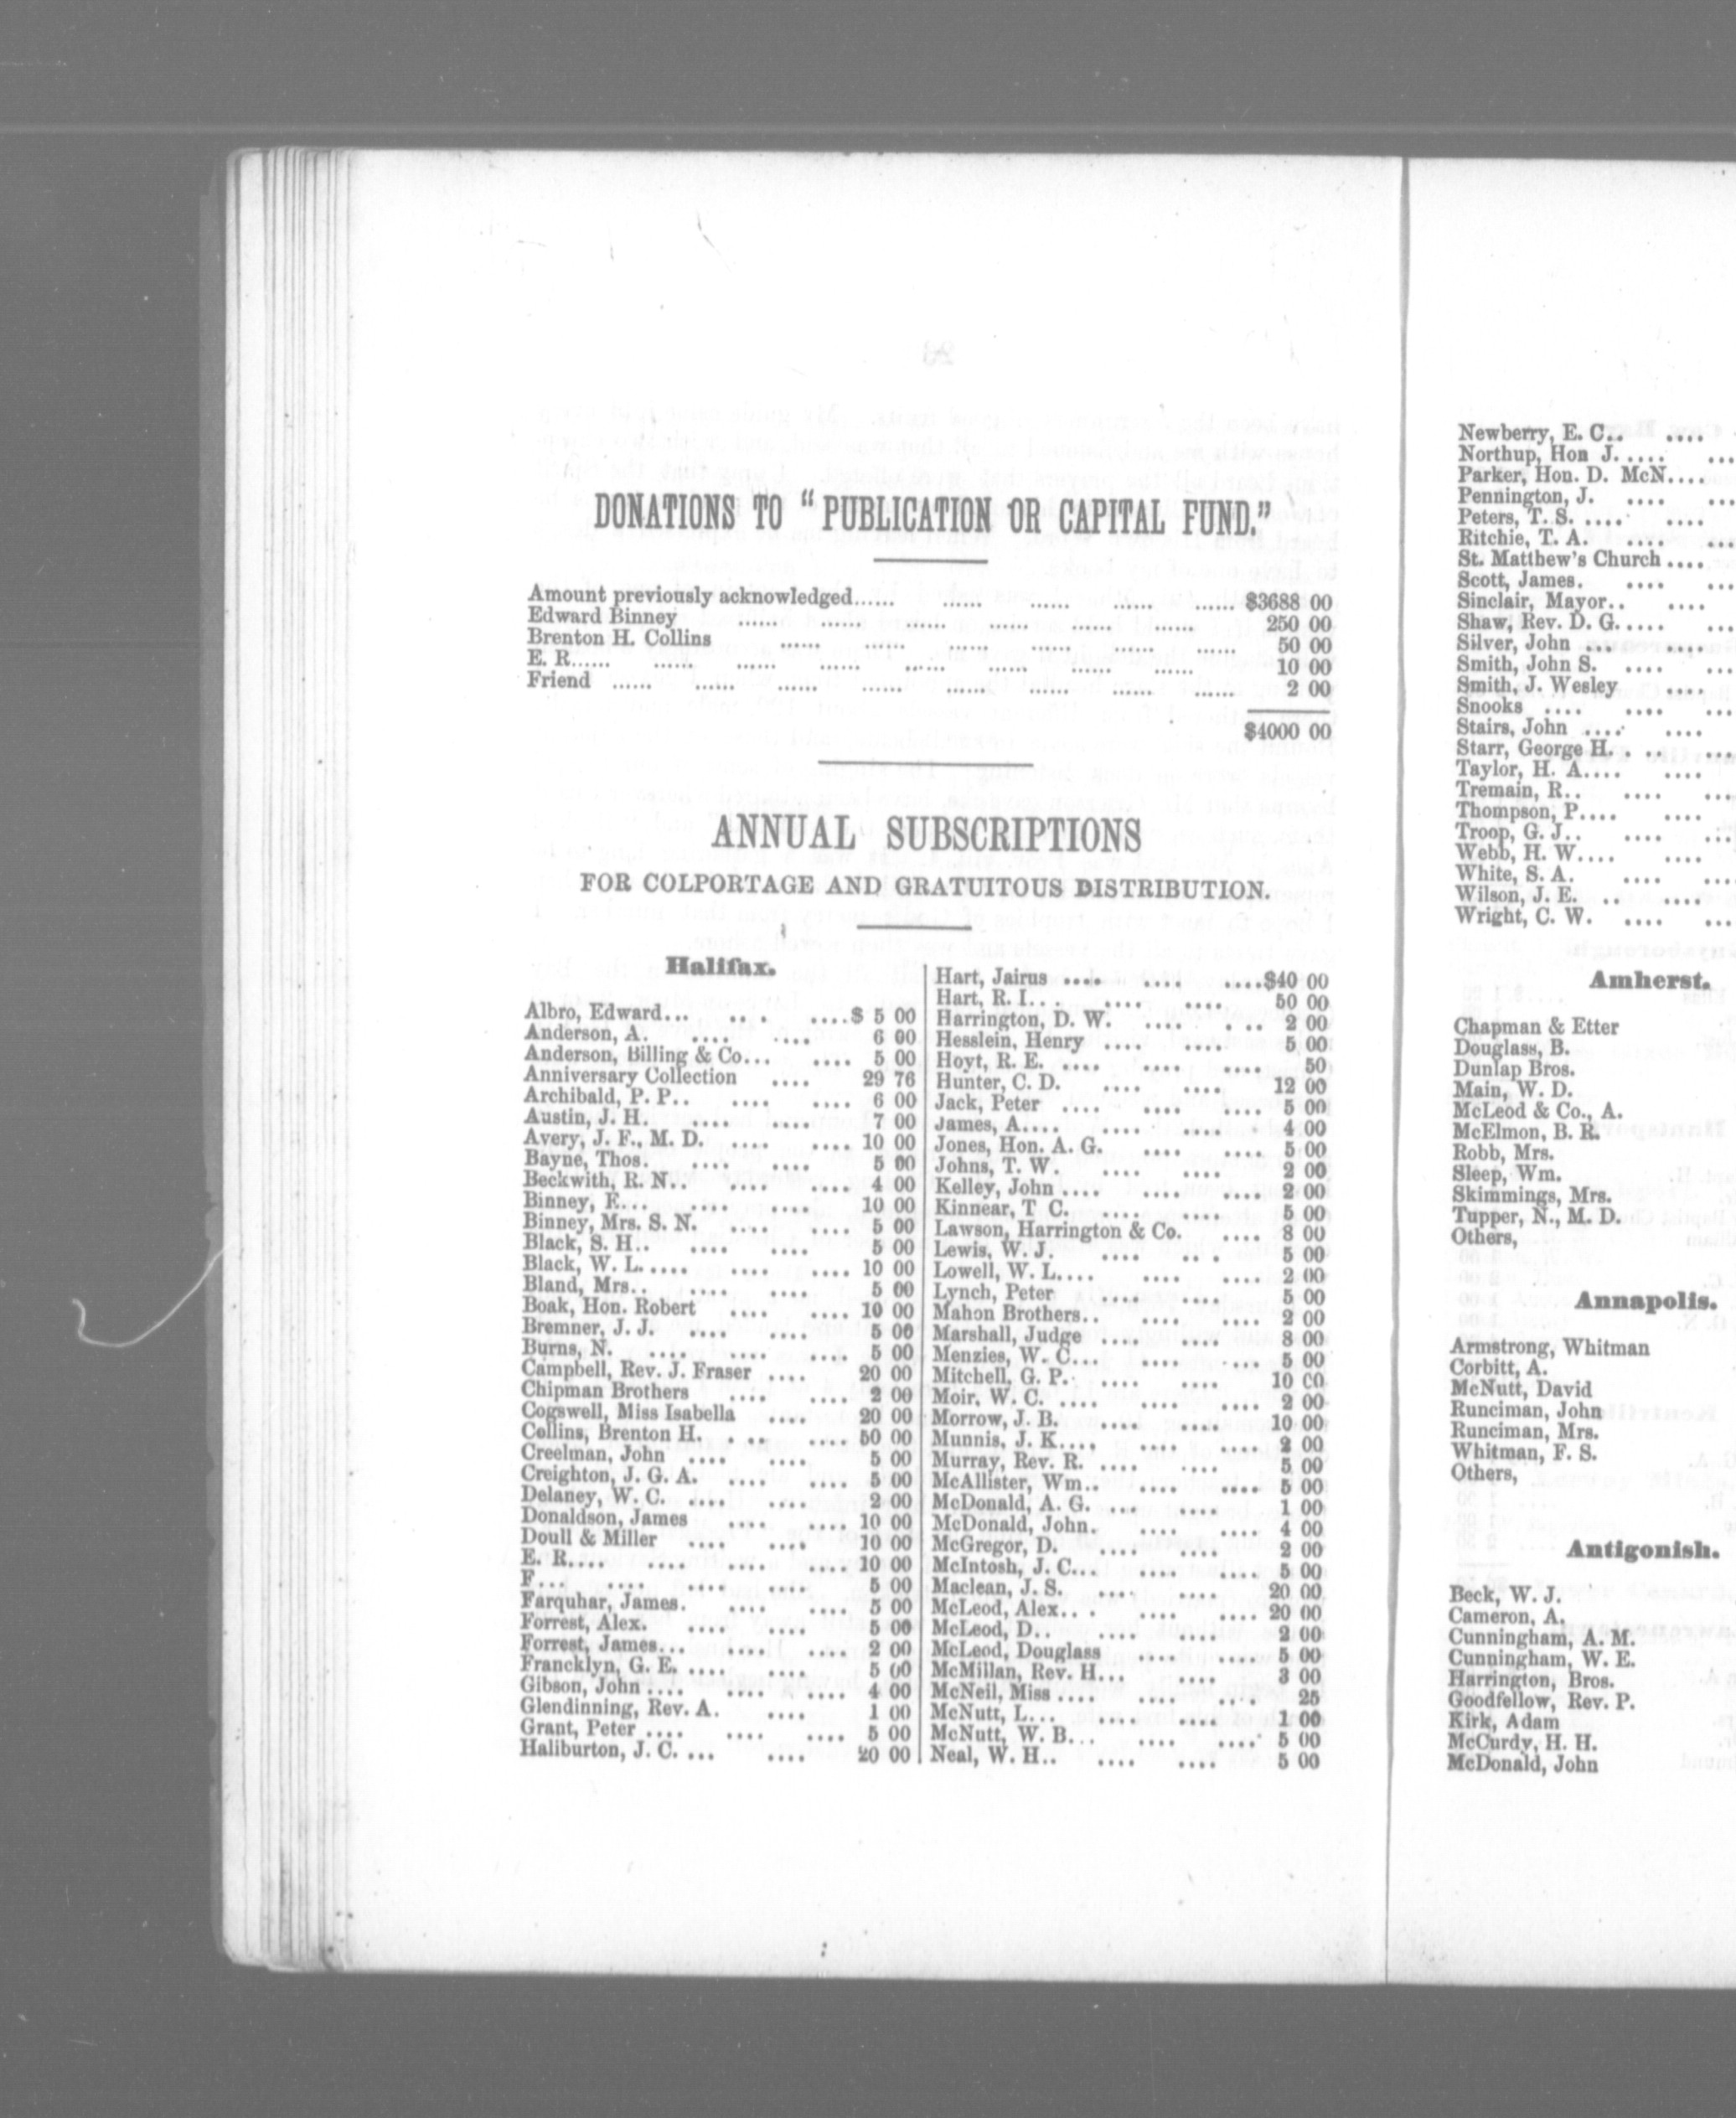 DONATIONS TO "PUBLICATION OR CAPITAL FUND."
Amount previously acknowledged...... ...... ...... ...... ...... $3688 00
Edward Binney ...... ...... ...... ...... ...... ...... 250 00
Brenton H. Collins ...... ...... ...... ...... ...... ...... 50 00
E. R...... ...... ...... ...... ...... ...... ...... ...... 10 00
Friend ...... ...... ...... ...... ...... ...... ...... ...... 2 00
$4000 00
ANNUAL SUBSCRIPTIONS
FOR COLPORTAGE AND GRATUITOUS DISTRIBUTION.
Halifax.
Albro, Edward... .. . ....$ 5 00
Anderson, A. .... .... 6 00
Anderson, Billing & Co... .... 5 00
Anniversary Collection .... 29 76
Archibald, P. P.. .... .... 6 00
Austin, J. H. .... .... 7 00
Avery, J. F., M. D. .... .... 10 00
Bayne, Thos. .... .... 5 00
Beckwith, R. N.. .... .... 4 00
Binney, E... .... .... 10 00
Binney, Mrs. S. N. .... .... 5 00
Black, S. H.. .... .... 5 00
Black, W. L..... .... .... 10 00
Bland, Mrs.. .... .... 5 00
Boak, Hon. Robert .... .... 10 00
Bremner, J. J. .... .... 5 00
Burns, N. .... .... .... 5 00
Campbell, Rev. J. Fraser .... 20 00
Chipman Brothers .... .... 2 00
Cogswell, Miss Isabella .... 20 00
Collins, Brenton H. . ... .... 50 00
Creelman, John .... .... 5 00
Creighton, J. G. A. .... .... 5 00
Delaney, W. C. .... .... 2 00
Donaldson, James .... .... 10 00
Doull & Miller .... .... 10 00
E. R.... .... .... .... 10 00
F... .... .... .... 5 00
Farquhar, James. .... .... 5 00
Forrest, Alex. .... .... 5 00
Forrest, James... .... .... 2 00
Francklyn, G. E. .... .... 5 00
Gibson, John .... .... .... 4 00
Glendinning, Rev. A. .... 1 00
Grant, Peter .... .... .... 5 00
Haliburton, J. C. ... .... 20 00
Hart, Jairus .... .... ....$40 00
Hart, R. I... .... .... 50 00
Harrington, D. W. .... . .. 2 00
Hesslein, Henry .... .... 5 00
Hoyt, R. E. .... .... .... 50
Hunter, C. D. .... .... 12 00
Jack, Peter .... .... .... 5 00
James, A.... .... .... 4 00
Jones, Hon. A. G. .... .... 5 00
Johns, T. W. .... .... 2 00
Kelley, John .... .... .... 2 00
Kinnear, T C. .... .... 5 00
Lawson, Harrington & Co. .... 8 00
Lewis, W. J. .... .. . 5 00
Lowell, W. L.... .... .... 2 00
Lynch, Peter .... .... 5 00
Mahon Brothers.. .... .... 2 00
Marshall, Judge .... .... 8 00
Menzies, W. C... .... .... 5 00
Mitchell, G. P. .... .... 10 00
Moir, W. C. .... .... .... 2 00
Morrow, J. B. .... .... 10 00
Munnis, J. K.... .... .... 2 00
Murray, Rev. R. .... .... 5 00
McAllister, Wm.. .... .... 5 00
McDonald, A. G. .... .... 1 00
McDonald, John. .... .... 4 00
McGregor, D. .... .... 2 00
McIntosh, J. C... .... .... 5 00
Maclean, J. S. .... .... 20 00
McLeod, Alex.. . .... .... 20 00
McLeod, D... .... .... 2 00
McLeod, Douglass .... 5 00
McMillan, Rev. H... .... 3 00
McNeil, Miss .... .... .... 25
McNutt, L... .... .... 1 00
McNutt, W. B... .... .... 5 00
Neal, W. H.. .... .... 5 00
Newberry, E. C.. ....
Northup, Hon J..... ...
Parker, Hon. D. McN....
Pennington, J. .... ...
Peters, T. S. .... ....
Ritchie, T. A. .... ...
St. Matthew's Church ....
Scott, James. .... ...
Sinclair, Mayor.. ....
Shaw, Rev. D. G..... ...
Silver, John ... ....
Smith, John S. .... ...
Smith, J. Wesley ....
Snooks .... .... ...
Stairs, John .... ....
Starr, George H. . .. ...
Taylor, H. A.... ....
Tremain, R.. .... ...
Thompson, P.... ....
Troop, G. J.. .... ...
Webb, H. W.... ....
White, S. A. .... ...
Wilson, J. E. .. ....
Wright, C. W. .... ...
Amherst.
Chapman & Etter
Douglass, B.
Dunlap Bros.
Main, W. D.
McLeod & Co., A.
McElmon, B. R.
Robb, Mrs.
Sleep, Wm.
Skimmings, Mrs.
Tupper, N., M. D.
Others,
Annapolis.
Armstrong, Whitman
Corbitt, A.
McNutt, David
Runciman, John
Runciman, Mrs.
Whitman, F. S.
Others,
Antigonish.
Beck, W. J.
Cameron, A.
Cunningham, A. M.
Cunningham, W. E.
Harrington, Bros.
Goodfellow, Rev. P.
Kirk, Adam
McCurdy, H. H.
McDonald, John